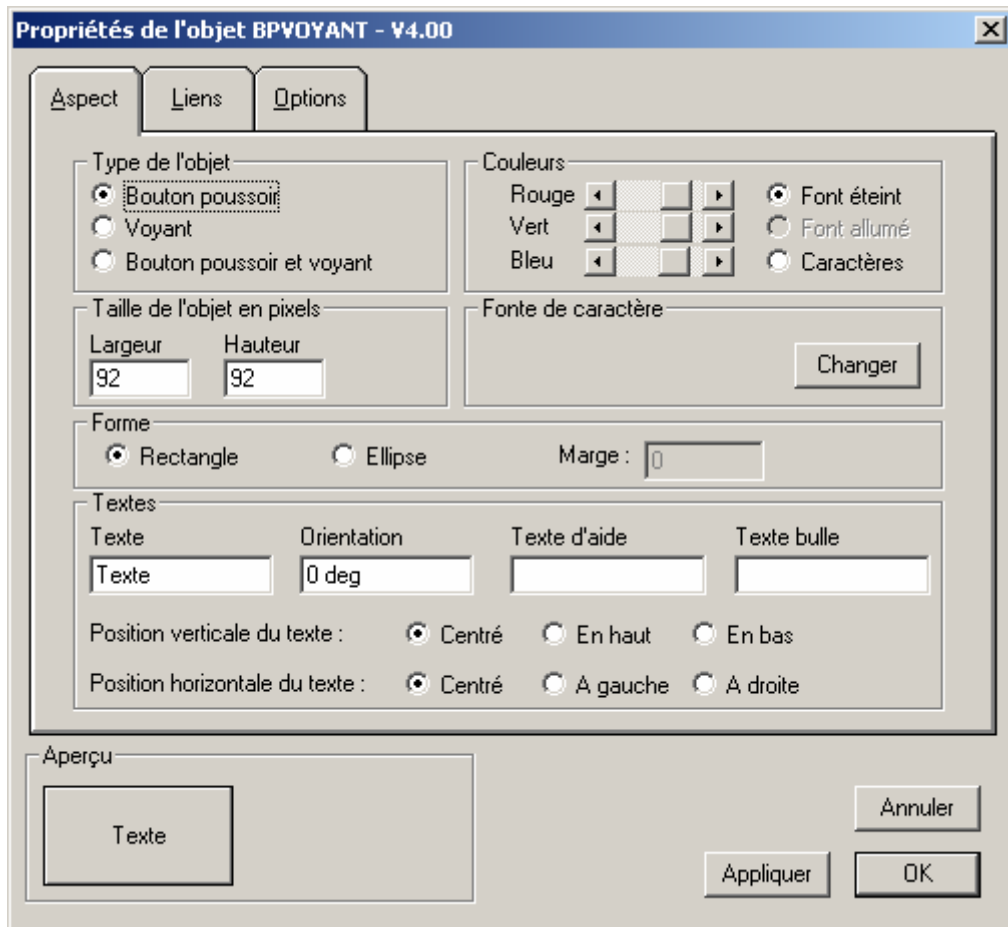 Propriétés de l'objet BPVOYANT - V4.00
Aspect Liens Options
Type de l'objet
Bouton poussoir
Voyant
Bouton poussoir et voyant
Couleurs
Rouge
Vert
Bleu
Font éteint
Font allumé
Caractères
Taille de l'objet en pixels
Largeur Hauteur
92 92
Fonte de caractère
Changer
Forme
Rectangle Ellipse Marge : 0
Textes
Texte Orientation Texte d'aide Texte bulle
Texte 0 deg
Position verticale du texte : Centré En haut En bas
Position horizontale du texte : Centré A gauche A droite
Aperçu
Texte
Annuler
Appliquer OK